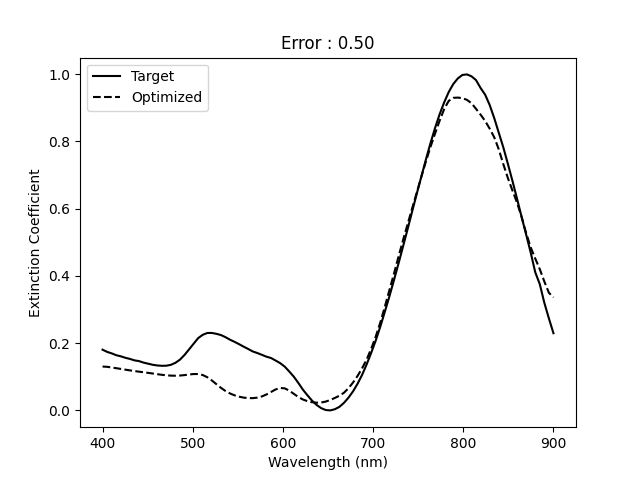 Error : 0.50
Target
Optimized
Extinction Coefficient
1.0
0.8
0.6
0.4
0.2
0.0
400 500 600 700 800 900
Wavelength (nm)